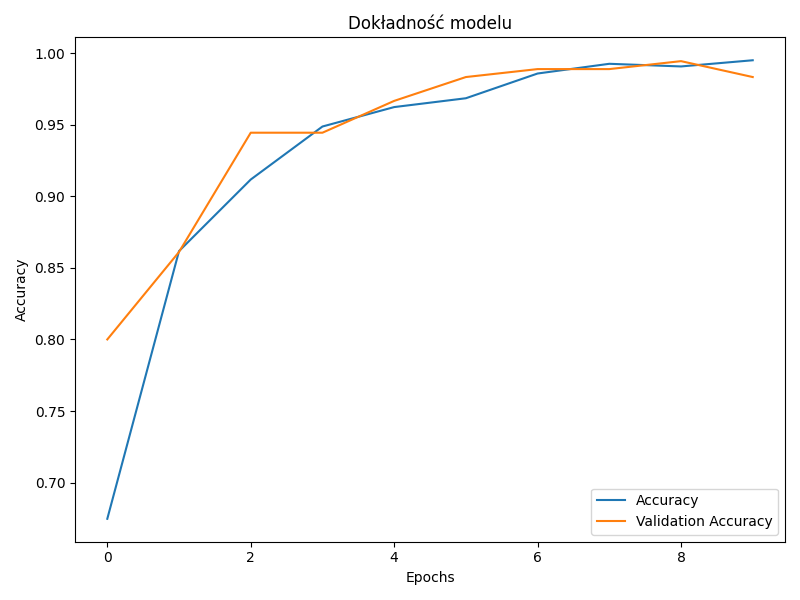 Dokładność modelu
1.00
0.95
0.90
0.85
0.80
0.75
0.70
Accuracy
0 2 4 6 8
Epochs
Accuracy
Validation Accuracy